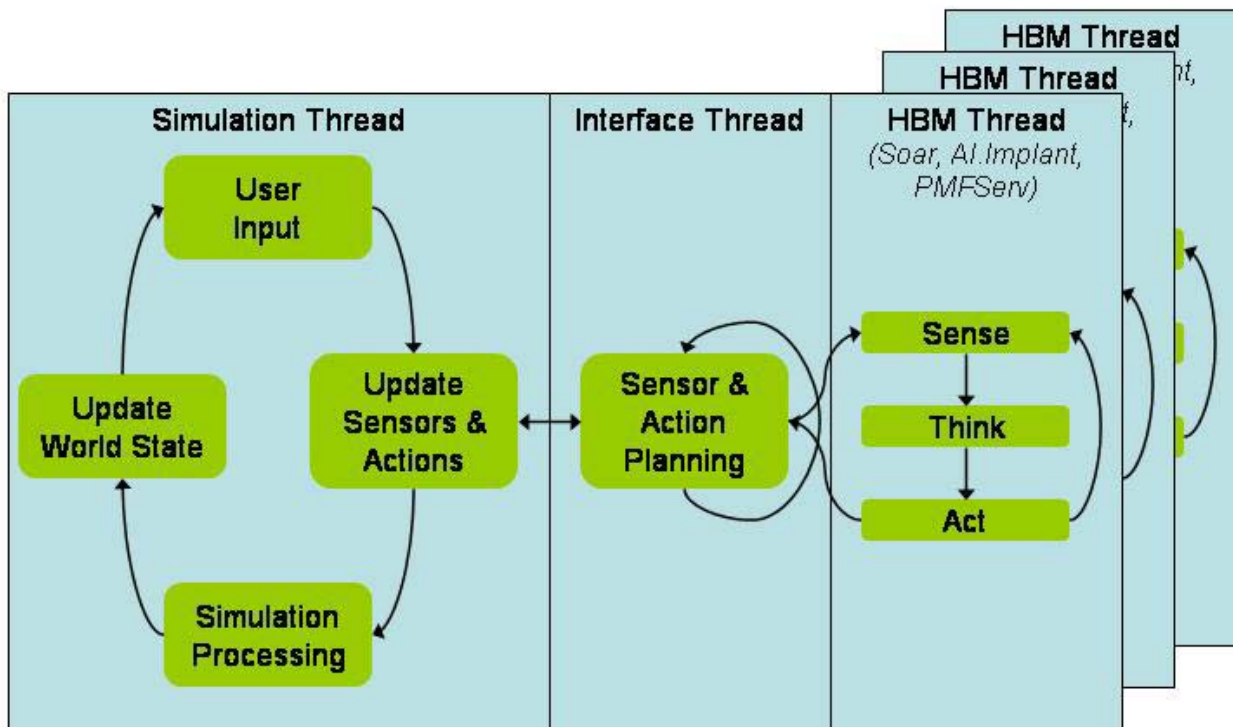 HBM Thread
nt,
HBM Thread
t,
Simulation Thread
Interface Thread
HBM Thread
(Soar, AI.Implant,
PMFServ)
User
Input
Update
World State
Update
Sensors &
Actions
Simulation
Processing
Sensor &
Action
Planning
Sense
Think
Act